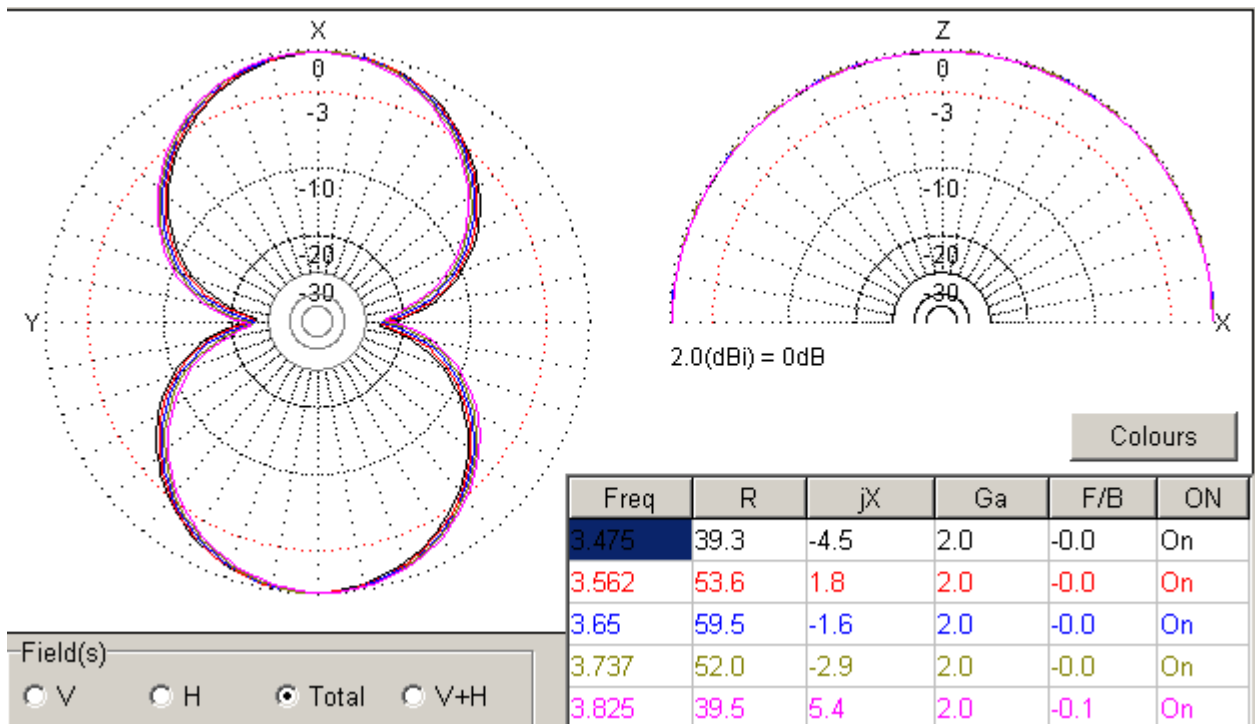 X
0
-3
-10
-20
-30
Y
Z
0
-3
-10
-20
-30
X
2.0(dBi) = 0dB
Colours
Freq R jX Ga F/B ON
3.475 39.3 -4.5 2.0 -0.0 On
3.562 53.6 1.8 2.0 -0.0 On
3.65 59.5 -1.6 2.0 -0.0 On
3.737 52.0 -2.9 2.0 -0.0 On
3.825 39.5 5.4 2.0 -0.1 On
Field(s)
V H Total V+H